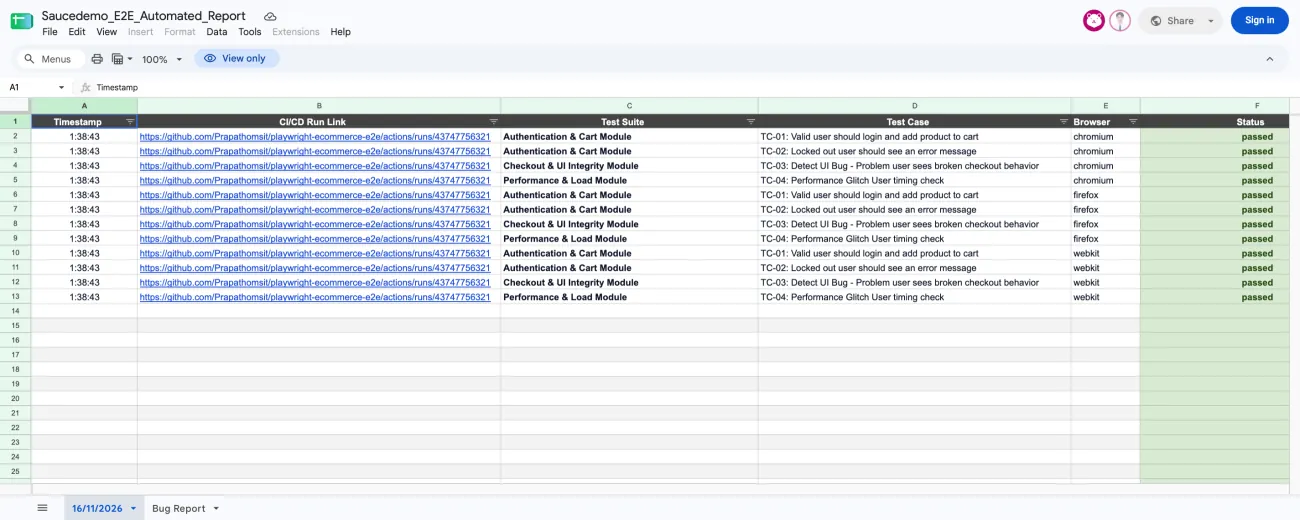 Saucedemo_E2E_Automated_Report
File Edit View Insert Format Data Tools Extensions Help
Share
Sign in
Menus 100% View only
A1 fx Timestamp
A B C D E F
1 Timestamp CI/CD Run Link Test Suite Test Case Browser Status
2 1:38:43 https://github.com/Prapathomsit/playwright-ecommerce-e2e/actions/runs/43747756321 Authentication & Cart Module TC-01: Valid user should login and add product to cart chromium passed
3 1:38:43 https://github.com/Prapathomsit/playwright-ecommerce-e2e/actions/runs/43747756321 Authentication & Cart Module TC-02: Locked out user should see an error message chromium passed
4 1:38:43 https://github.com/Prapathomsit/playwright-ecommerce-e2e/actions/runs/43747756321 Checkout & UI Integrity Module TC-03: Detect UI Bug - Problem user sees broken checkout behavior chromium passed
5 1:38:43 https://github.com/Prapathomsit/playwright-ecommerce-e2e/actions/runs/43747756321 Performance & Load Module TC-04: Performance Glitch User timing check chromium passed
6 1:38:43 https://github.com/Prapathomsit/playwright-ecommerce-e2e/actions/runs/43747756321 Authentication & Cart Module TC-01: Valid user should login and add product to cart firefox passed
7 1:38:43 https://github.com/Prapathomsit/playwright-ecommerce-e2e/actions/runs/43747756321 Authentication & Cart Module TC-02: Locked out user should see an error message firefox passed
8 1:38:43 https://github.com/Prapathomsit/playwright-ecommerce-e2e/actions/runs/43747756321 Checkout & UI Integrity Module TC-03: Detect UI Bug - Problem user sees broken checkout behavior firefox passed
9 1:38:43 https://github.com/Prapathomsit/playwright-ecommerce-e2e/actions/runs/43747756321 Performance & Load Module TC-04: Performance Glitch User timing check firefox passed
10 1:38:43 https://github.com/Prapathomsit/playwright-ecommerce-e2e/actions/runs/43747756321 Authentication & Cart Module TC-01: Valid user should login and add product to cart webkit passed
11 1:38:43 https://github.com/Prapathomsit/playwright-ecommerce-e2e/actions/runs/43747756321 Authentication & Cart Module TC-02: Locked out user should see an error message webkit passed
12 1:38:43 https://github.com/Prapathomsit/playwright-ecommerce-e2e/actions/runs/43747756321 Checkout & UI Integrity Module TC-03: Detect UI Bug - Problem user sees broken checkout behavior webkit passed
13 1:38:43 https://github.com/Prapathomsit/playwright-ecommerce-e2e/actions/runs/43747756321 Performance & Load Module TC-04: Performance Glitch User timing check webkit passed
14
15
16
17
18
19
20
21
22
23
24
25
16/11/2026 Bug Report